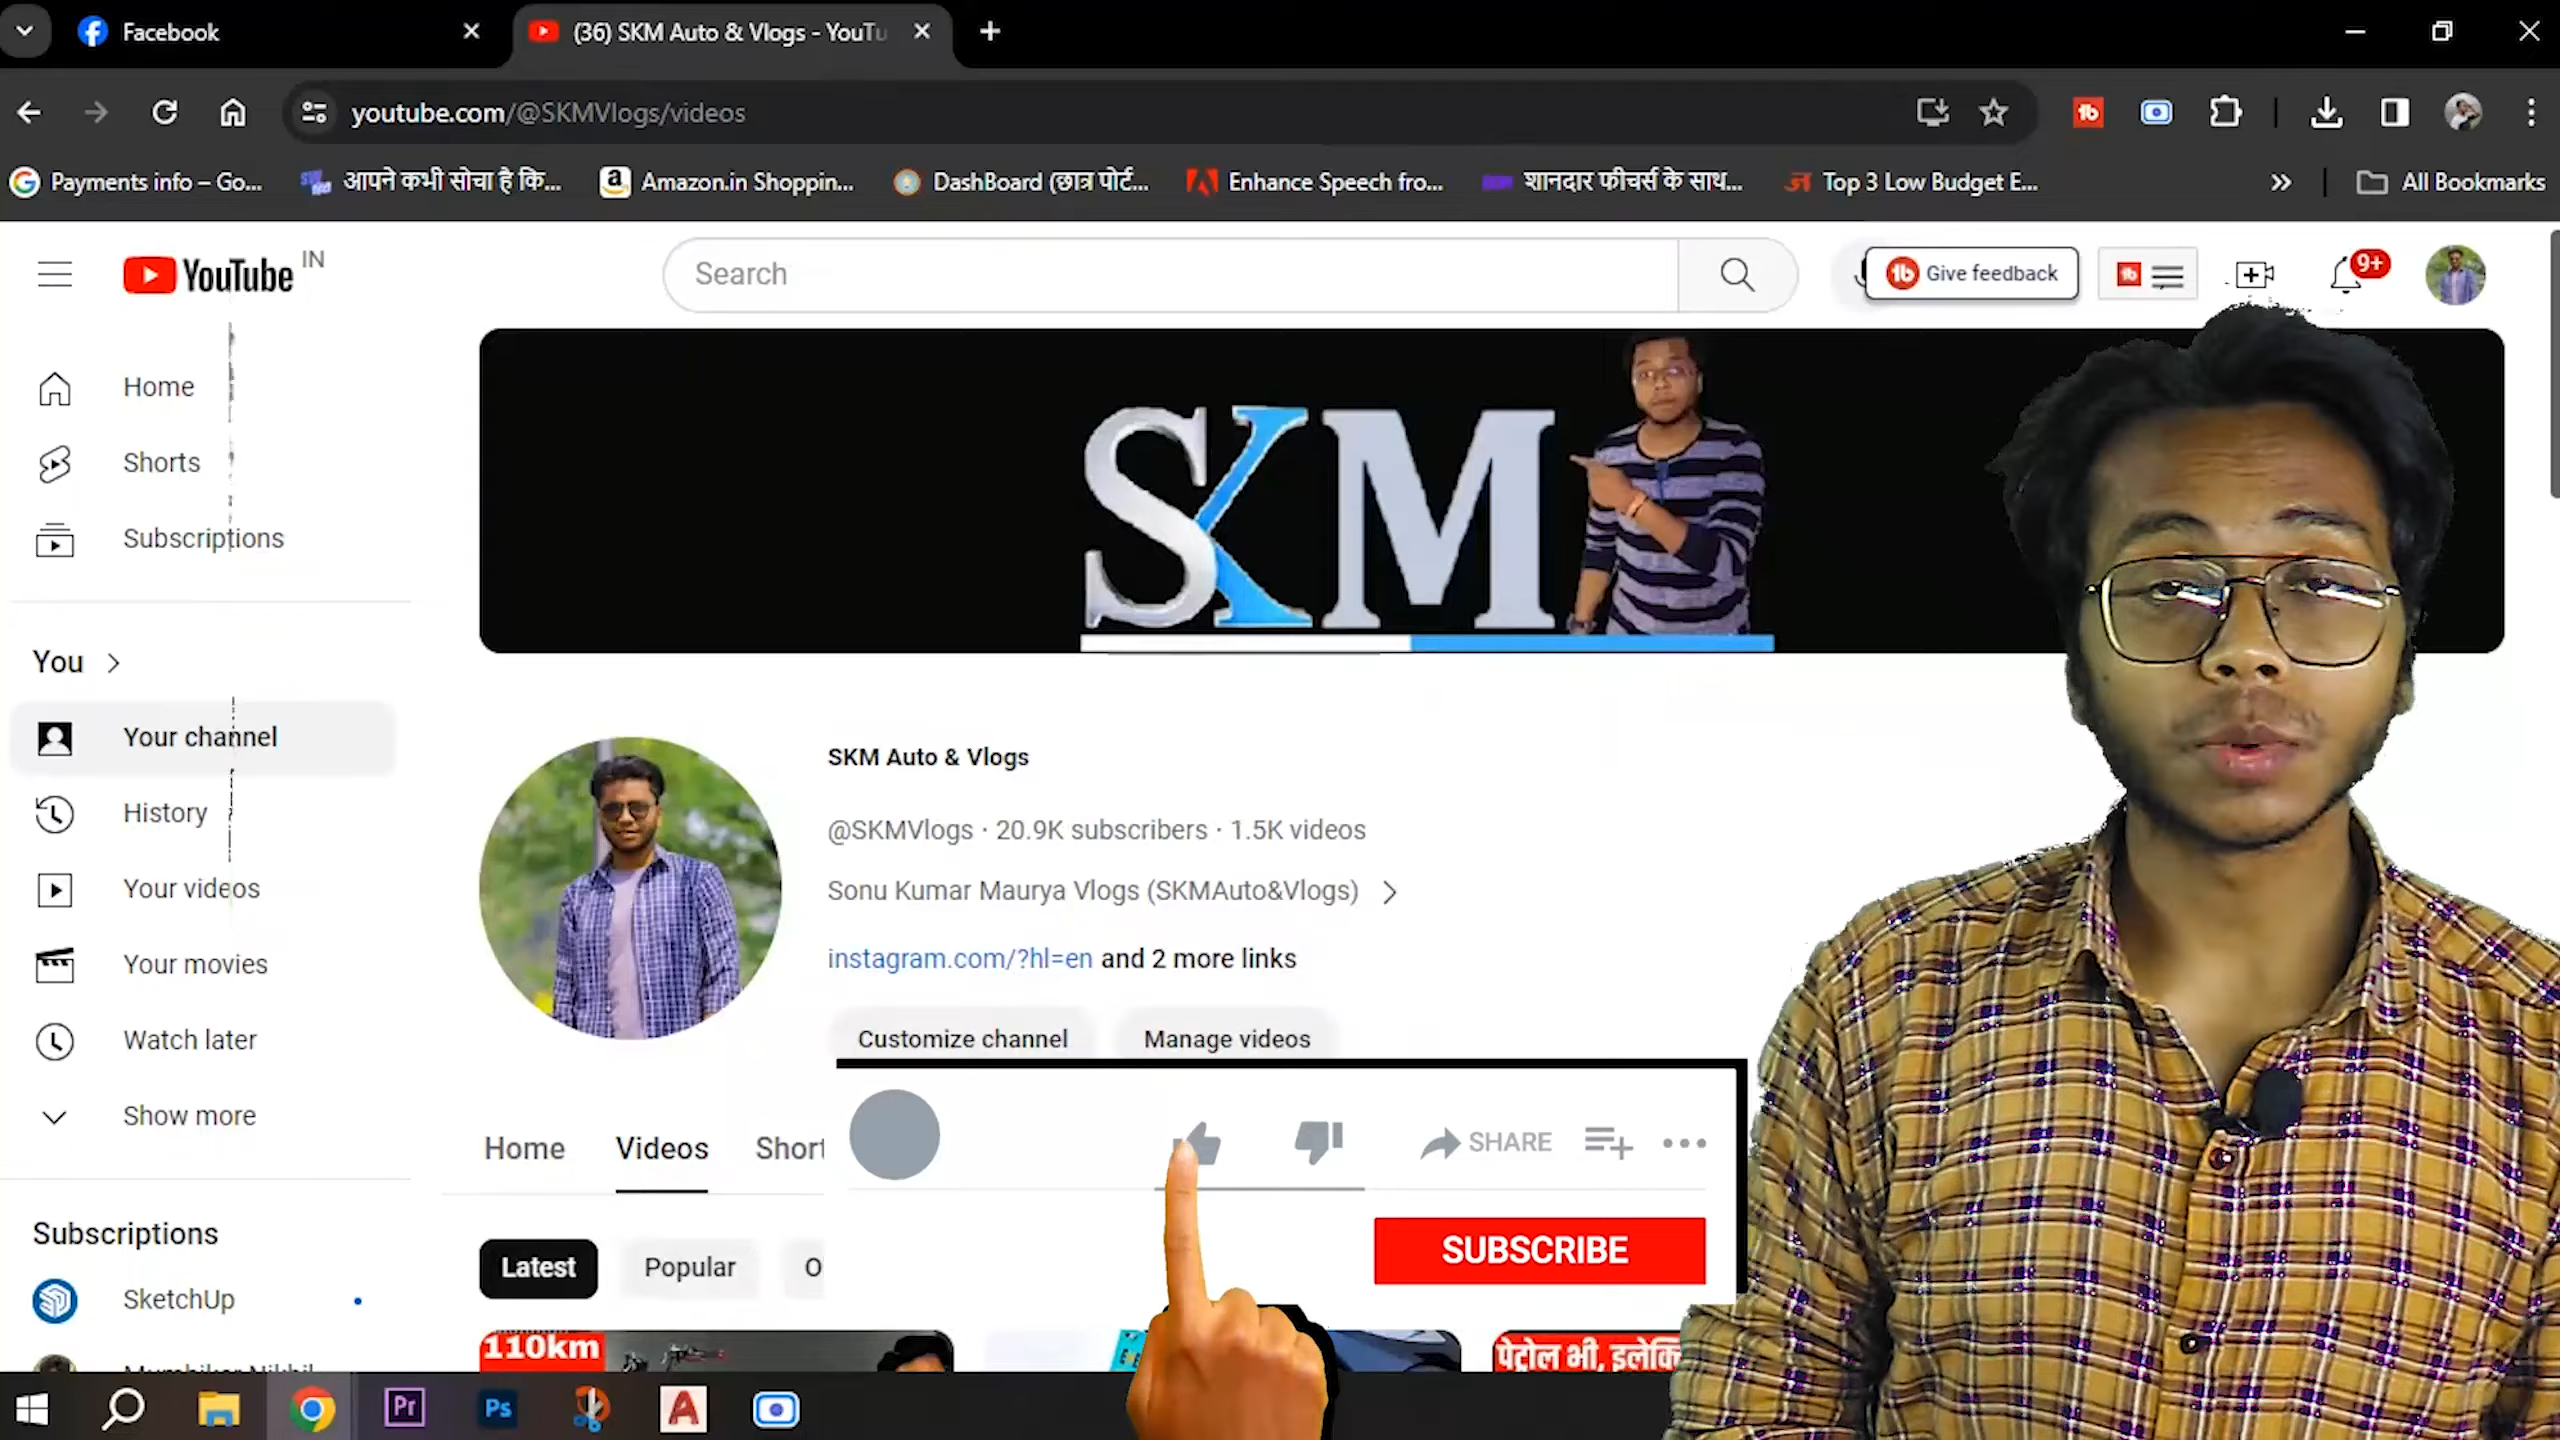 Facebook
(36) SKM Auto & Vlogs - YouTu
youtube.com/@SKMVlogs/videos
Payments info – Go...
आपने कभी सोचा है कि...
Amazon.in Shoppin...
DashBoard (छात्र पोर्ट...
Enhance Speech fro...
शानदार फीचर्स के साथ...
Top 3 Low Budget E...
All Bookmarks
YouTube IN
Search
Give feedback
9+
Home
Shorts
Subscriptions
You
Your channel
History
Your videos
Your movies
Watch later
Show more
Subscriptions
SketchUp
SKM
SKM Auto & Vlogs
@SKMVlogs · 20.9K subscribers · 1.5K videos
Sonu Kumar Maurya Vlogs (SKMAuto&Vlogs)
instagram.com/?hl=en and 2 more links
Customize channel
Manage videos
Home
Videos
Short
SHARE
Latest
Popular
O
SUBSCRIBE
110km
पेट्रोल भी,
Pr
Ps